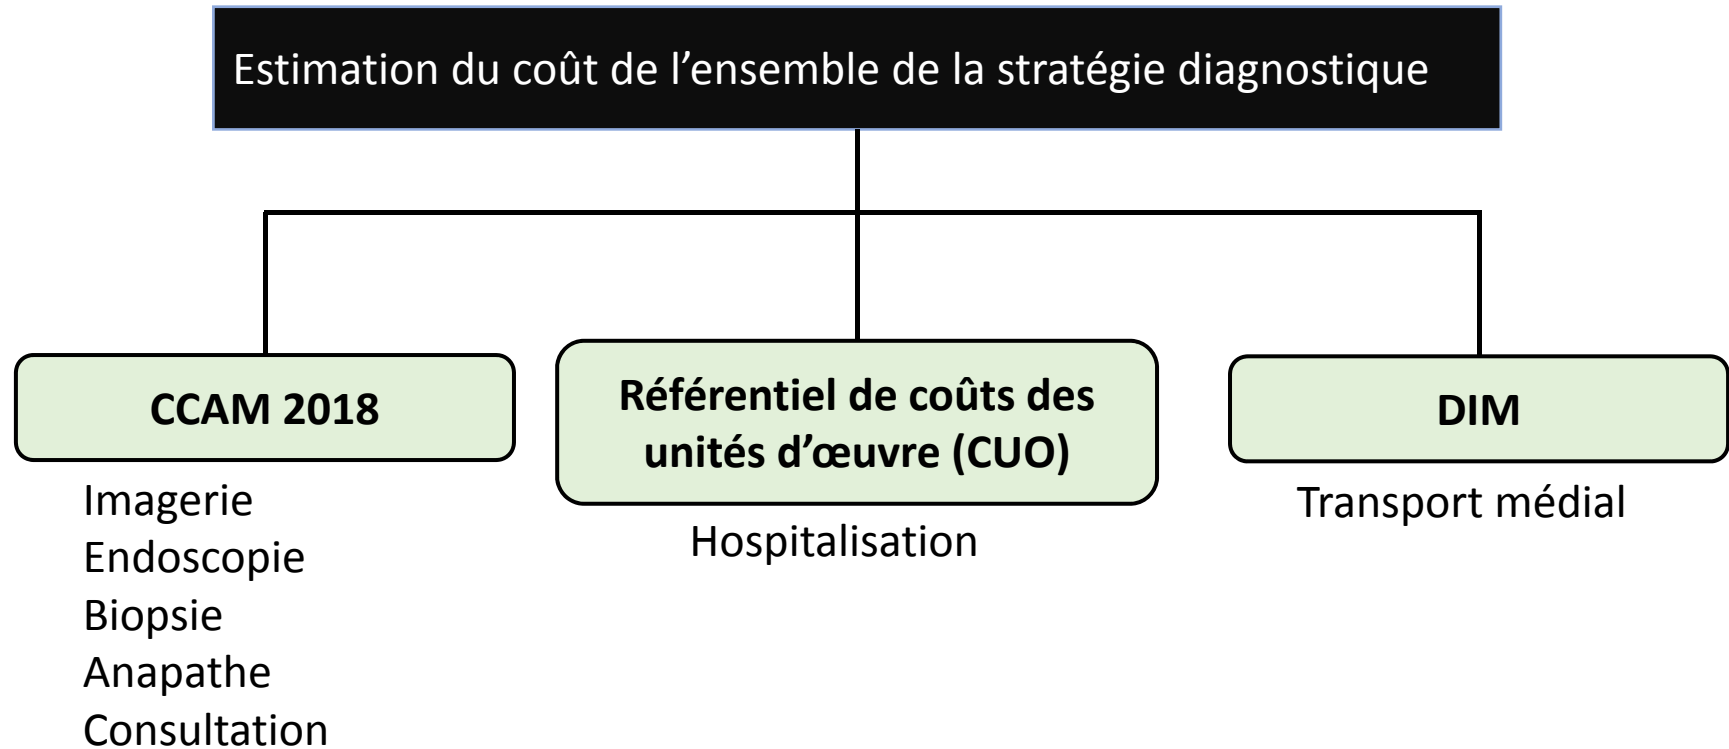 Estimation du coût de l’ensemble de la stratégie diagnostique
CCAM 2018
Imagerie
Endoscopie
Biopsie
Anapathe
Consultation
Référentiel de coûts des
unités d’œuvre (CUO)
Hospitalisation
DIM
Transport médial